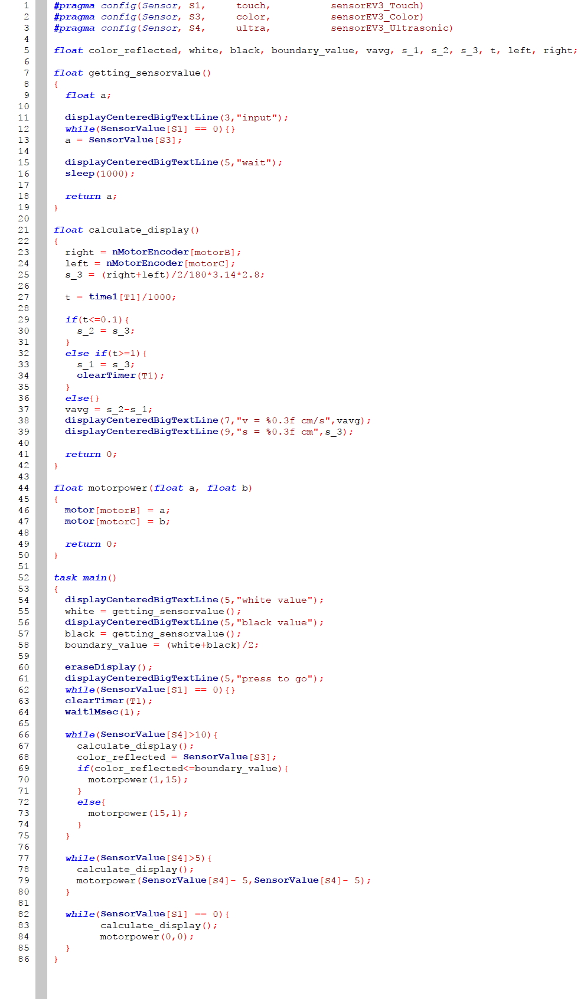 1 #pragma config(Sensor, S1,     touch,          sensorEV3_Touch)
2 #pragma config(Sensor, S3,     color,          sensorEV3_Color)
3 #pragma config(Sensor, S4,     ultra,          sensorEV3_Ultrasonic)
4
5 float color_reflected, white, black, boundary_value, vavg, s_1, s_2, s_3, t, left, right;
6
7 float getting_sensorvalue()
8 {
9   float a;
10
11   displayCenteredBigTextLine(3,"input");
12   while(SensorValue[S1] == 0){}
13   a = SensorValue[S3];
14
15   displayCenteredBigTextLine(5,"wait");
16   sleep(1000);
17
18   return a;
19 }
20
21 float calculate_display()
22 {
23   right = nMotorEncoder[motorB];
24   left = nMotorEncoder[motorC];
25   s_3 = (right+left)/2/180*3.14*2.8;
26
27   t = time1[T1]/1000;
28
29   if(t<=0.1){
30     s_2 = s_3;
31   }
32   else if(t>=1){
33     s_1 = s_3;
34     clearTimer(T1);
35   }
36   else{}
37   vavg = s_2-s_1;
38   displayCenteredBigTextLine(7,"v = %0.3f cm/s",vavg);
39   displayCenteredBigTextLine(9,"s = %0.3f cm",s_3);
40
41   return 0;
42 }
43
44 float motorpower(float a, float b)
45 {
46   motor[motorB] = a;
47   motor[motorC] = b;
48
49   return 0;
50 }
51
52 task main()
53 {
54   displayCenteredBigTextLine(5,"white value");
55   white = getting_sensorvalue();
56   displayCenteredBigTextLine(5,"black value");
57   black = getting_sensorvalue();
58   boundary_value = (white+black)/2;
59
60   eraseDisplay();
61   displayCenteredBigTextLine(5,"press to go");
62   while(SensorValue[S1] == 0){}
63   clearTimer(T1);
64   wait1Msec(1);
65
66   while(SensorValue[S4]>10){
67     calculate_display();
68     color_reflected = SensorValue[S3];
69     if(color_reflected<=boundary_value){
70       motorpower(1,15);
71     }
72     else{
73       motorpower(15,1);
74     }
75   }
76
77   while(SensorValue[S4]>5){
78     calculate_display();
79     motorpower(SensorValue[S4]- 5,SensorValue[S4]- 5);
80   }
81
82   while(SensorValue[S1] == 0){
83         calculate_display();
84         motorpower(0,0);
85   }
86 }